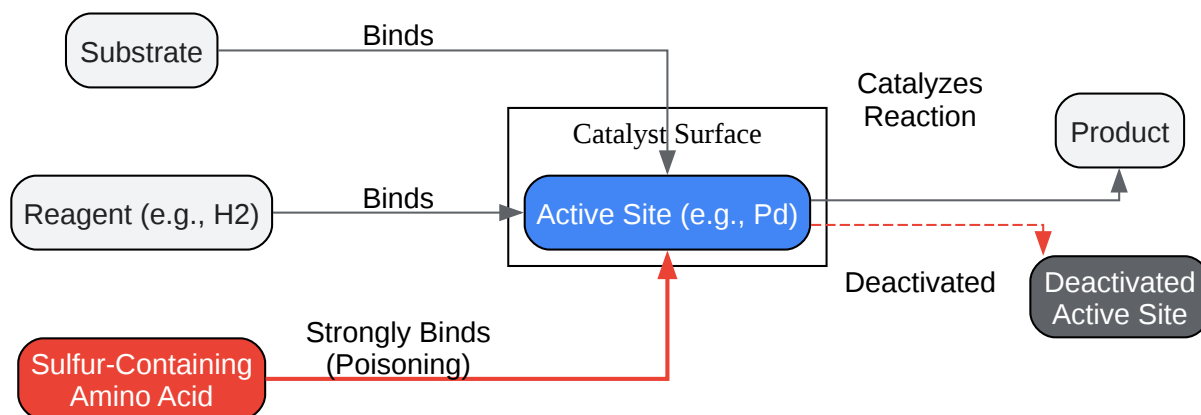 Substrate
Binds
Catalyzes
Reaction
Catalyst Surface
Product
Reagent (e.g., H2)
Binds
Active Site (e.g., Pd)
Deactivated
Deactivated
Active Site
Strongly Binds
(Poisoning)
Sulfur-Containing
Amino Acid